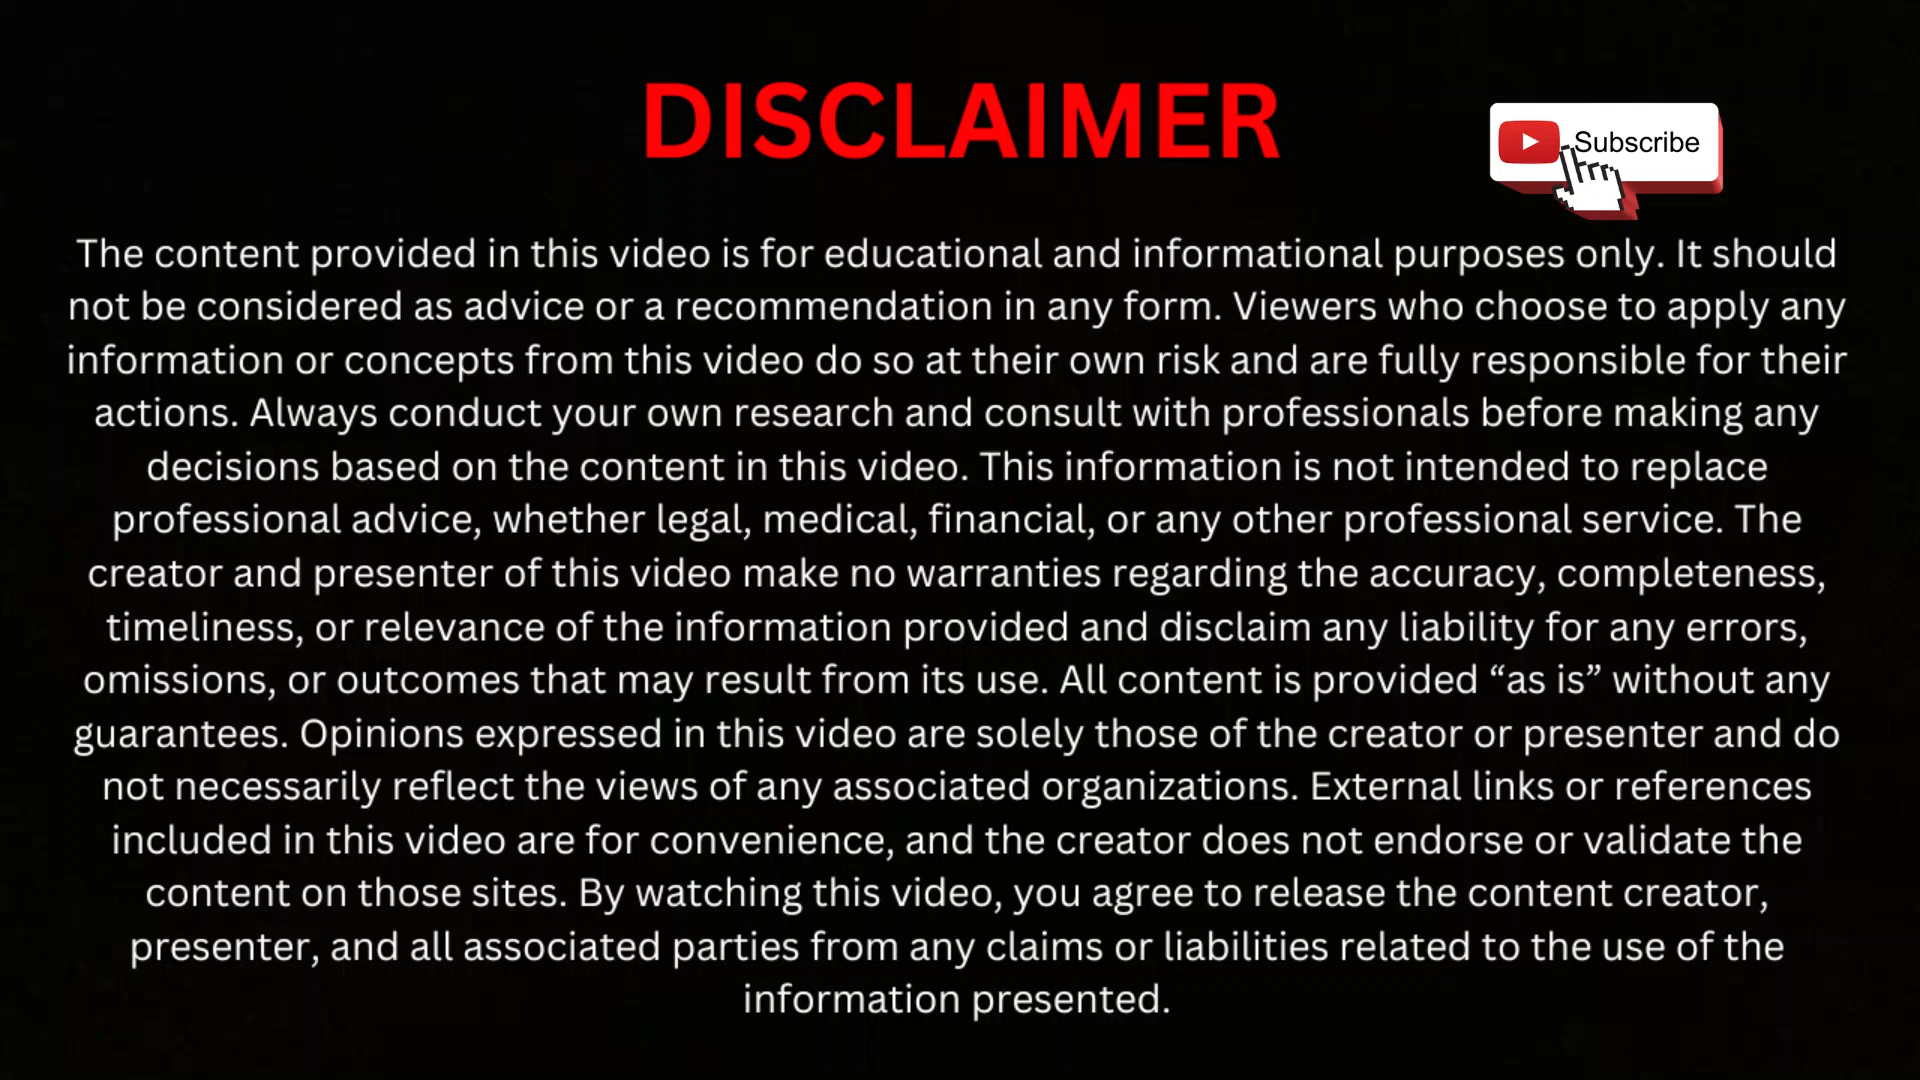 DISCLAIMER
Subscribe
The content provided in this video is for educational and informational purposes only. It should
not be considered as advice or a recommendation in any form. Viewers who choose to apply any
information or concepts from this video do so at their own risk and are fully responsible for their
actions. Always conduct your own research and consult with professionals before making any
decisions based on the content in this video. This information is not intended to replace
professional advice, whether legal, medical, financial, or any other professional service. The
creator and presenter of this video make no warranties regarding the accuracy, completeness,
timeliness, or relevance of the information provided and disclaim any liability for any errors,
omissions, or outcomes that may result from its use. All content is provided “as is” without any
guarantees. Opinions expressed in this video are solely those of the creator or presenter and do
not necessarily reflect the views of any associated organizations. External links or references
included in this video are for convenience, and the creator does not endorse or validate the
content on those sites. By watching this video, you agree to release the content creator,
presenter, and all associated parties from any claims or liabilities related to the use of the
information presented.